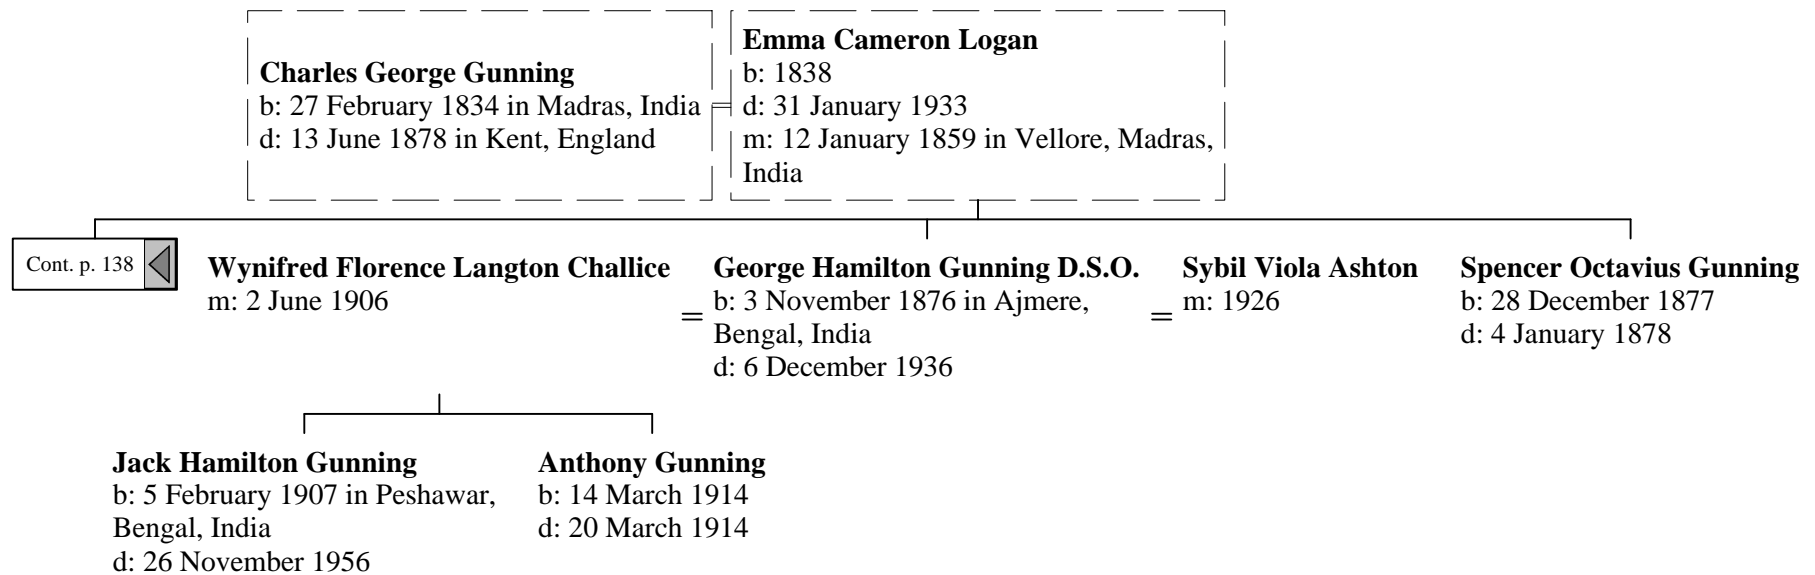 Charles George Gunning
b: 27 February 1834 in Madras, India
d: 13 June 1878 in Kent, England
Emma Cameron Logan
b: 1838
d: 31 January 1933
m: 12 January 1859 in Vellore, Madras,
India
Cont. p. 138
Wynifred Florence Langton Challice
m: 2 June 1906
=
George Hamilton Gunning D.S.O.
b: 3 November 1876 in Ajmere,
Bengal, India
d: 6 December 1936
=
Sybil Viola Ashton
m: 1926
Spencer Octavius Gunning
b: 28 December 1877
d: 4 January 1878
Jack Hamilton Gunning
b: 5 February 1907 in Peshawar,
Bengal, India
d: 26 November 1956
Anthony Gunning
b: 14 March 1914
d: 20 March 1914